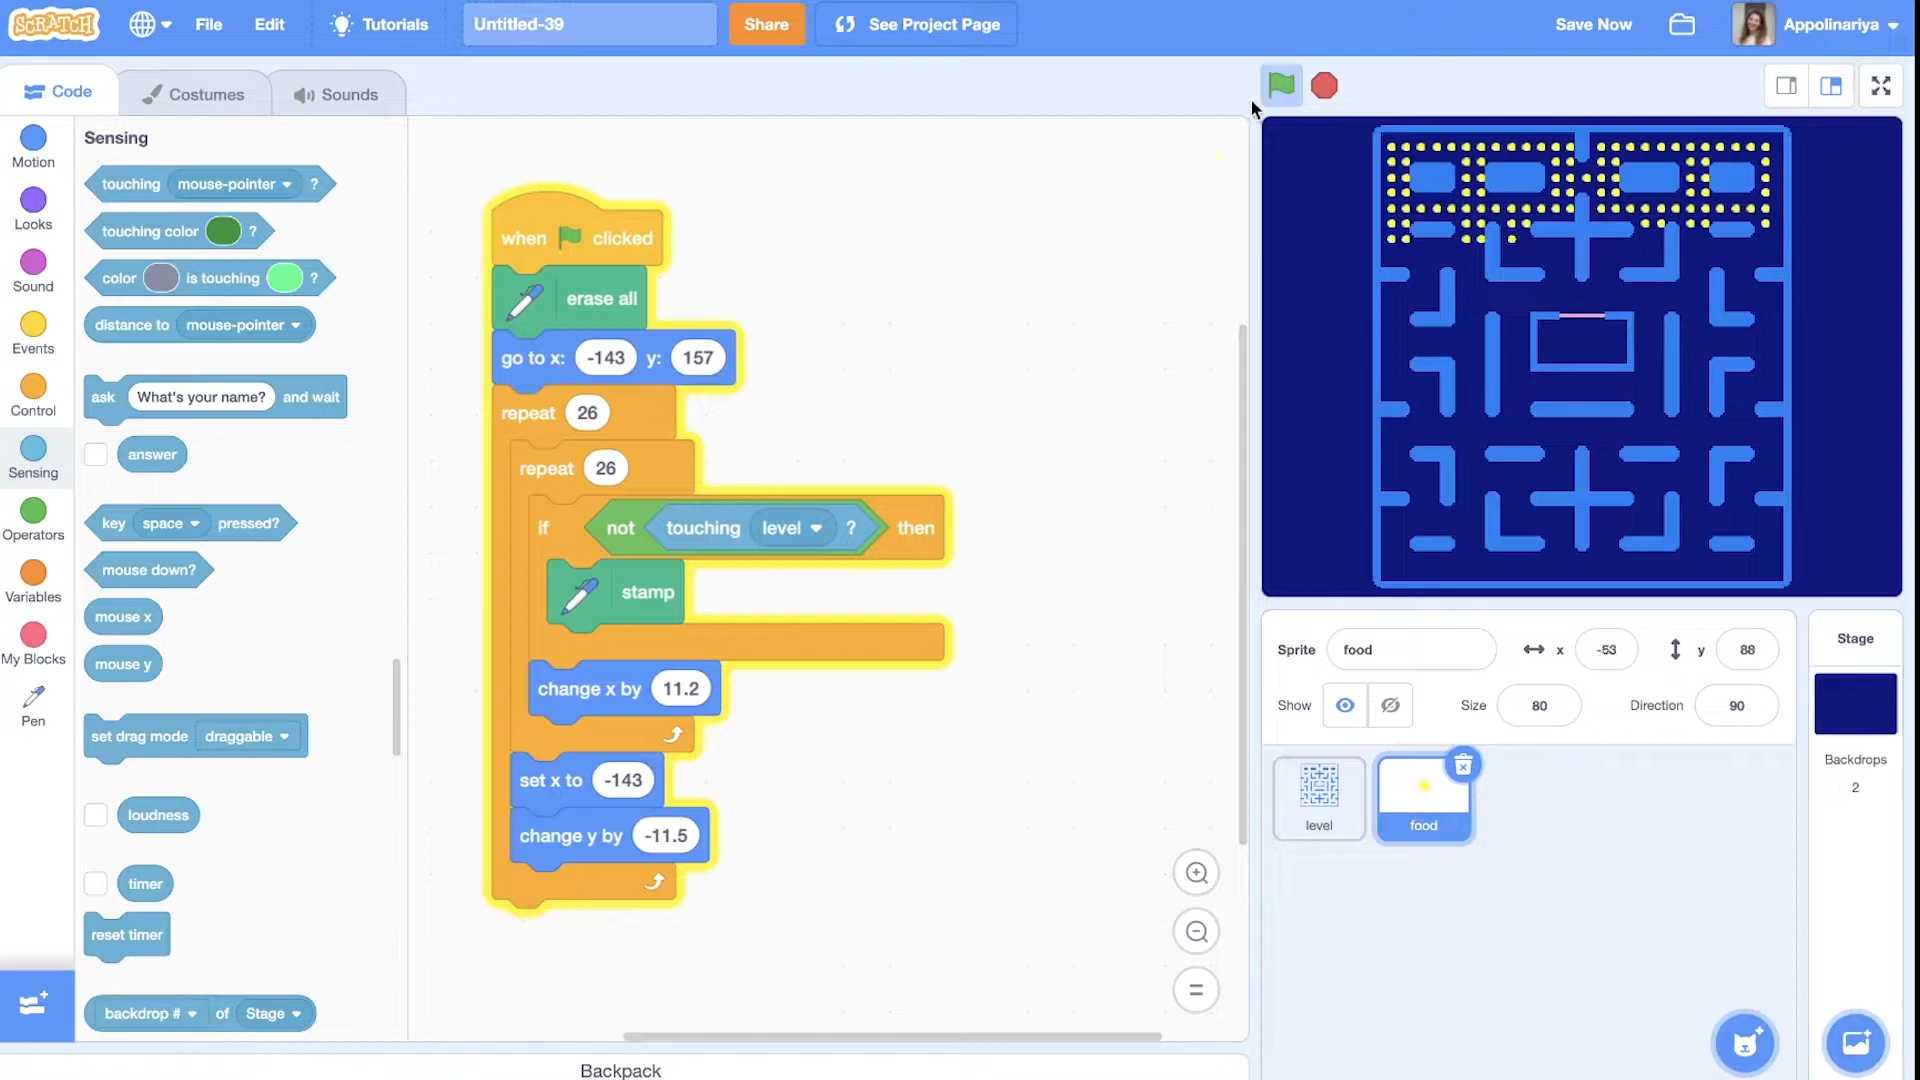 SCRATCH
File
Edit
Tutorials
Untitled-39
Share
See Project Page
Save Now
Appolinariya
Code
Costumes
Sounds
Motion
Looks
Sound
Events
Control
Sensing
Operators
Variables
My Blocks
Pen
Sensing
touching mouse-pointer ?
touching color ?
color is touching ?
distance to mouse-pointer
ask What's your name? and wait
answer
key space pressed?
mouse down?
mouse x
mouse y
set drag mode draggable
loudness
timer
reset timer
backdrop # of Stage
when clicked
erase all
go to x: -143 y: 157
repeat 26
repeat 26
if not touching level ? then
stamp
change x by 11.2
set x to -143
change y by -11.5
Backpack
Sprite food x -53 y 88
Show Size 80 Direction 90
level
food
Stage
Backdrops
2